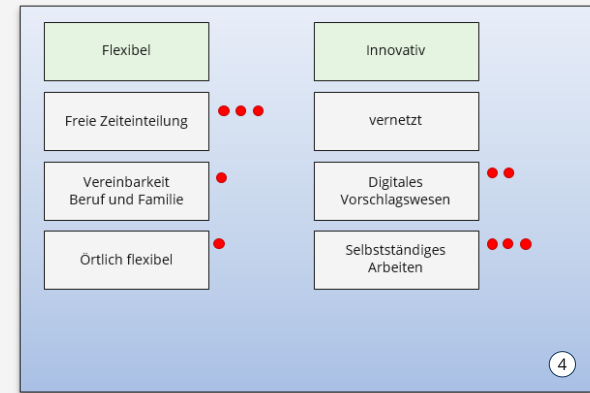 Flexibel
Innovativ
Freie Zeiteinteilung
vernetzt
Vereinbarkeit
Beruf und Familie
Digitales
Vorschlagswesen
Örtlich flexibel
Selbstständiges
Arbeiten
4